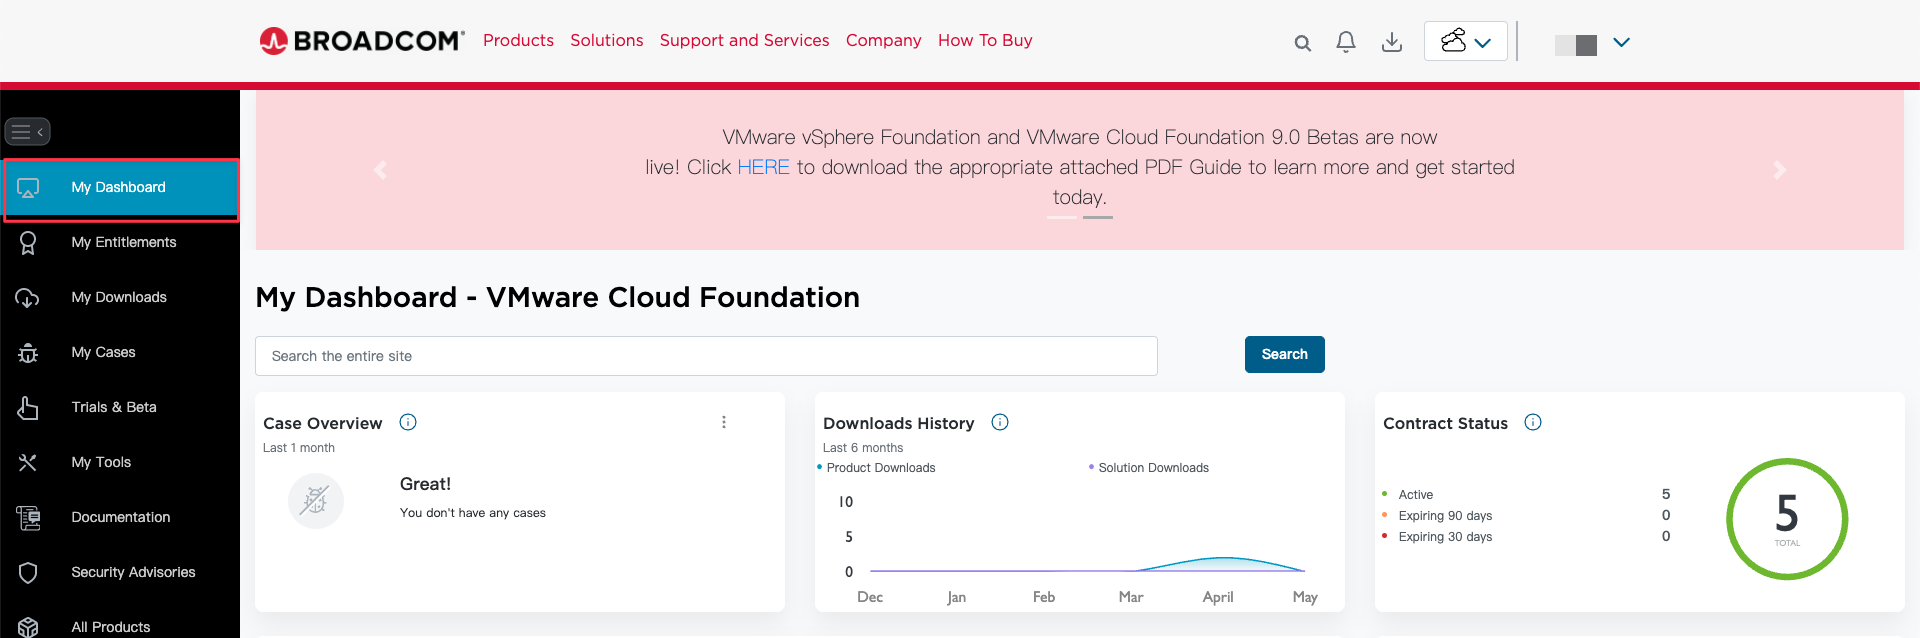 BROADCOM
Products Solutions Support and Services Company How To Buy
My Dashboard
My Entitlements
My Downloads
My Cases
Trials & Beta
My Tools
Documentation
Security Advisories
All Products
VMware vSphere Foundation and VMware Cloud Foundation 9.0 Betas are now
live! Click HERE to download the appropriate attached PDF Guide to learn more and get started
today.
My Dashboard - VMware Cloud Foundation
Search the entire site
Search
Case Overview
Last 1 month
Great!
You don't have any cases
Downloads History
Last 6 months
Product Downloads Solution Downloads
10
5
0
Dec Jan Feb Mar April May
Contract Status
Active 5
Expiring 90 days 0
Expiring 30 days 0
5
TOTAL